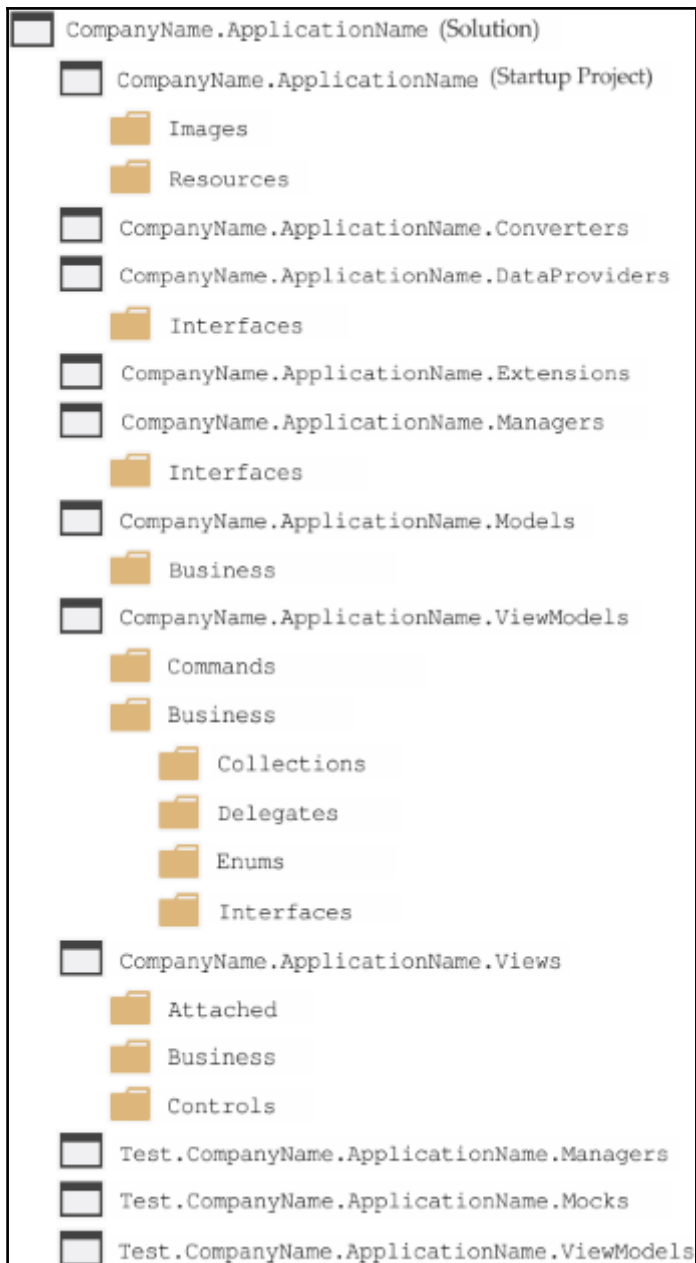 CompanyName.ApplicationName (Solution)
CompanyName.ApplicationName (Startup Project)
Images
Resources
CompanyName.ApplicationName.Converters
CompanyName.ApplicationName.DataProviders
Interfaces
CompanyName.ApplicationName.Extensions
CompanyName.ApplicationName.Managers
Interfaces
CompanyName.ApplicationName.Models
Business
CompanyName.ApplicationName.ViewModels
Commands
Business
Collections
Delegates
Enums
Interfaces
CompanyName.ApplicationName.Views
Attached
Business
Controls
Test.CompanyName.ApplicationName.Managers
Test.CompanyName.ApplicationName.Mocks
Test.CompanyName.ApplicationName.ViewModels